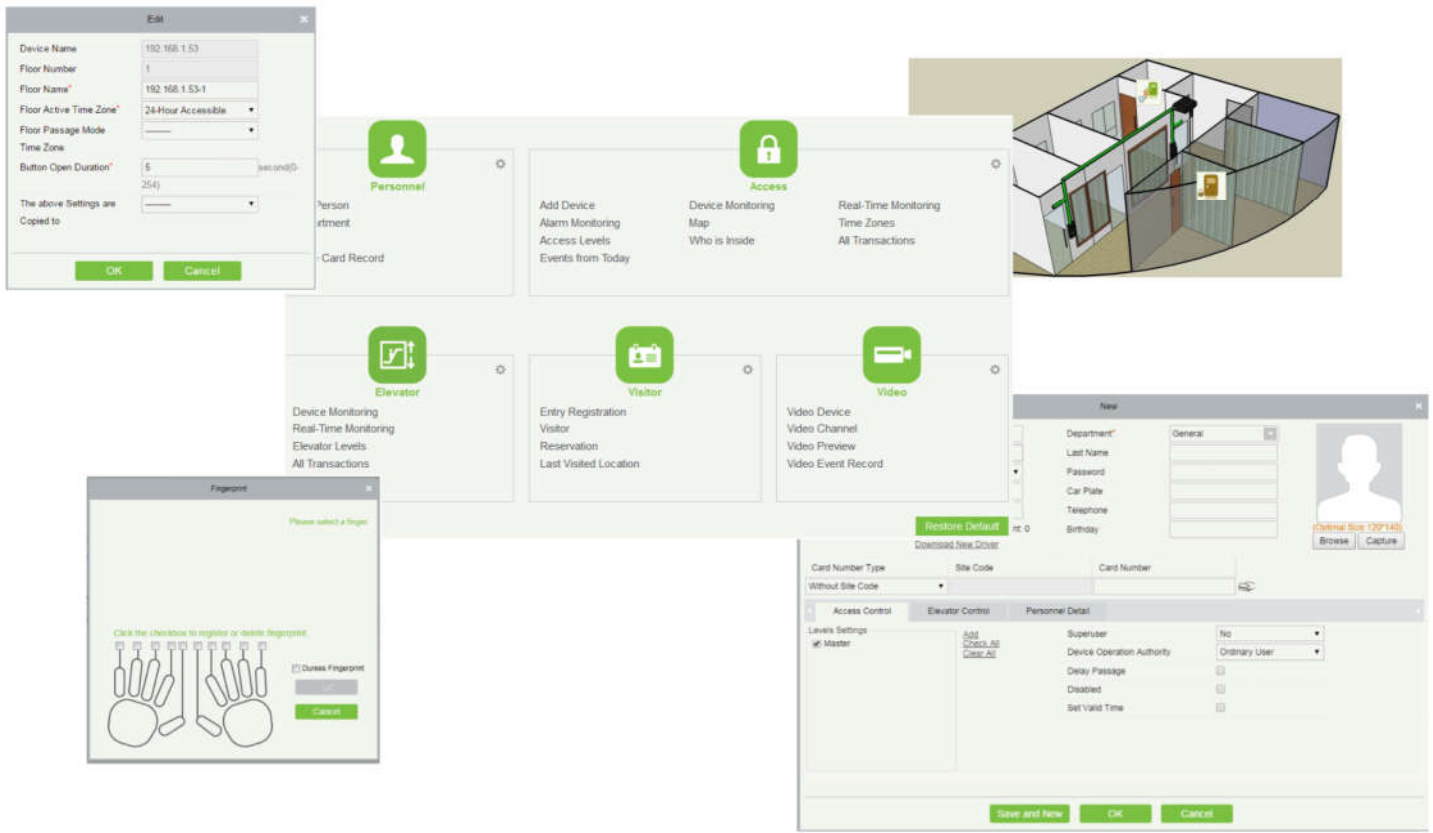 Edit
Device Name 192.168.1.53
Floor Number 1
Floor Name* 192.168.1.53-1
Floor Active Time Zone* 24-Hour Accessible
Floor Passage Mode ---------
Time Zone
Button Open Duration* 5 second(0-
254)
The above Settings are ---------
Copied to
OK Cancel
Personnel
Person
rtment
Card Record
Access
Add Device Device Monitoring Real-Time Monitoring
Alarm Monitoring Map Time Zones
Access Levels Who is Inside All Transactions
Events from Today
Elevator
Device Monitoring
Real-Time Monitoring
Elevator Levels
All Transactions
Visitor
Entry Registration
Visitor
Reservation
Last Visited Location
Video
Video Device
Video Channel
Video Preview
Video Event Record
Restore Default
Download New Driver
Fingerprint
Please select a finger
Click the checkbox to register or delete fingerprint
Duress Fingerprint
Cancel
New
Department* General
Last Name
Password
Car Plate
Telephone
nt: 0 Birthday
(Optimal Size 120*140)
Browse Capture
Card Number Type Site Code Card Number
Without Site Code
Access Control Elevator Control Personnel Detail
Levels Settings
Master
Add
Check All
Clear All
Superuser No
Device Operation Authority Ordinary User
Delay Passage
Disabled
Set Valid Time
Save and New OK Cancel